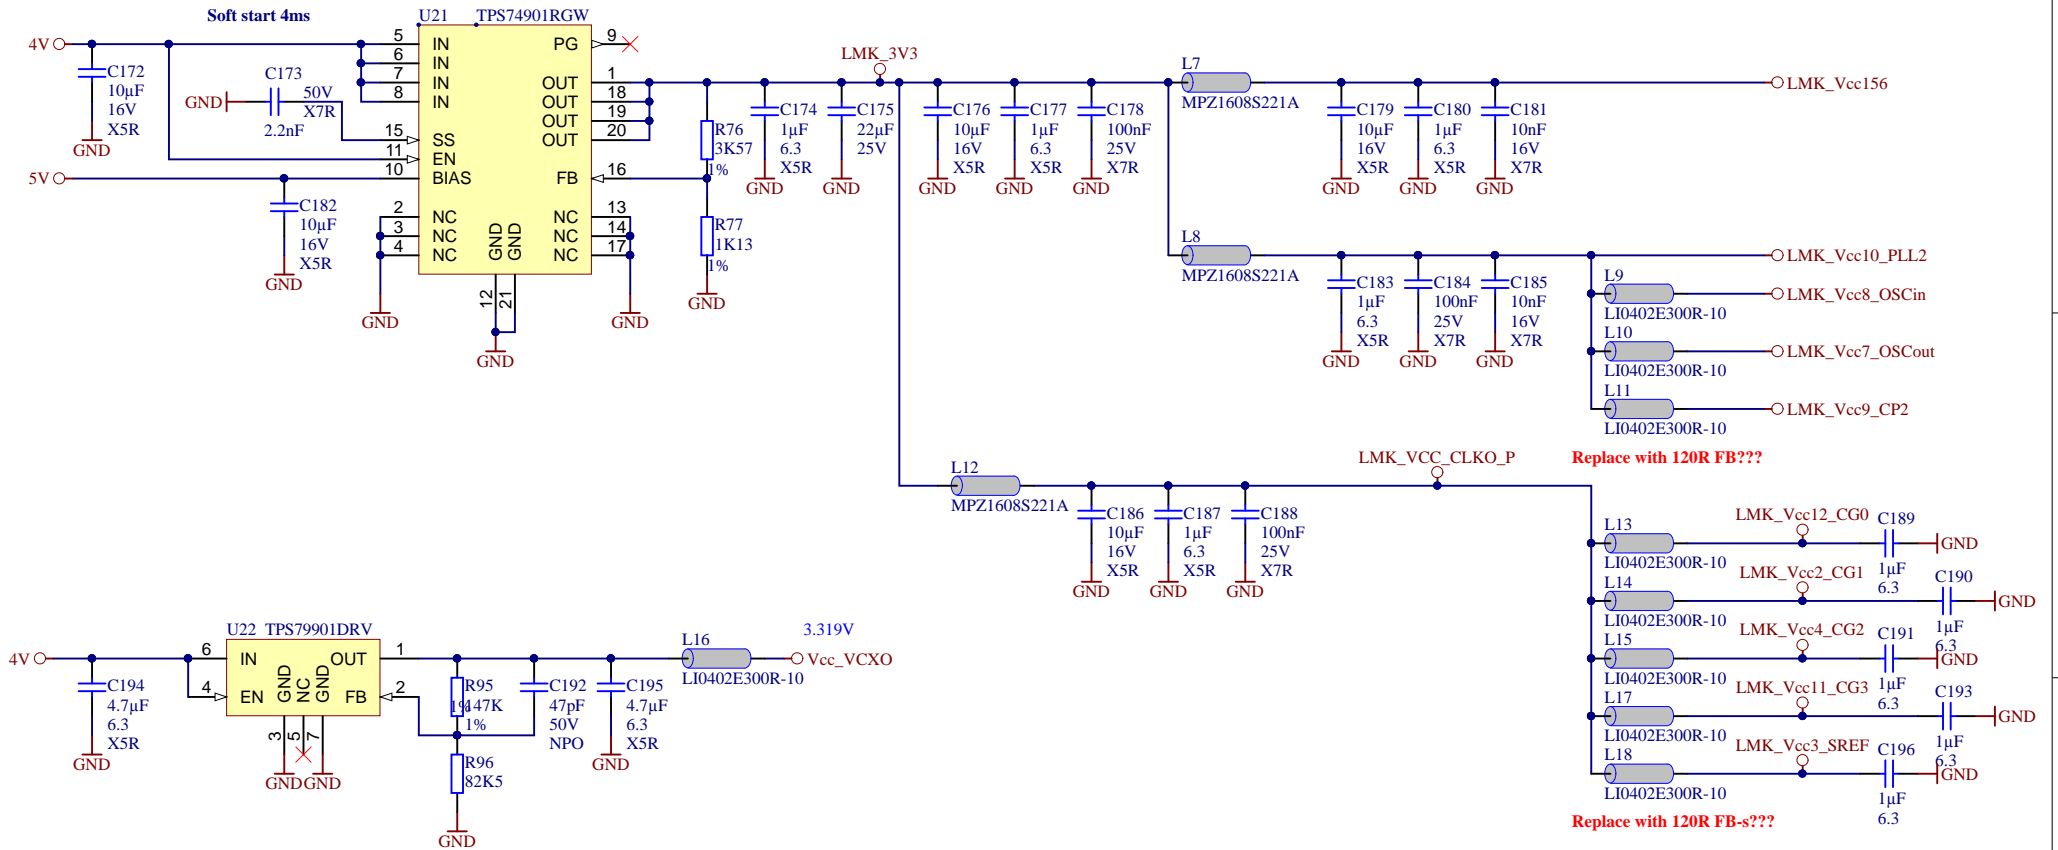 Soft start 4ms
U21
TPS74901RGW
4V
5
6
7
8
15
11
10
2
3
4
IN
IN
IN
IN
SS
EN
BIAS
NC
NC
NC
PG
OUT
OUT
OUT
OUT
FB
NC
NC
NC
GND
GND
9
1
18
19
20
16
13
14
17
12
21
C172
10µF
16V
X5R
GND
GND
C173
50V
X7R
2.2nF
5V
C182
10µF
16V
X5R
GND
GND
GND
GND
R76
3K57
1%
R77
1K13
1%
GND
C174
1µF
6.3
X5R
GND
C175
22µF
25V
GND
LMK_3V3
C176
10µF
16V
X5R
GND
C177
1µF
6.3
X5R
GND
C178
100nF
25V
X7R
GND
L7
MPZ1608S221A
C179
10µF
16V
X5R
GND
C180
1µF
6.3
X5R
GND
C181
10nF
16V
X7R
GND
LMK_Vcc156
L8
MPZ1608S221A
C183
1µF
6.3
X5R
GND
C184
100nF
25V
X7R
GND
C185
10nF
16V
X7R
GND
LMK_Vcc10_PLL2
L9
LI0402E300R-10
LMK_Vcc8_OSCin
L10
LI0402E300R-10
LMK_Vcc7_OSCout
L11
LI0402E300R-10
LMK_Vcc9_CP2
Replace with 120R FB???
L12
MPZ1608S221A
C186
10µF
16V
X5R
GND
C187
1µF
6.3
X5R
GND
C188
100nF
25V
X7R
GND
LMK_VCC_CLKO_P
L13
LI0402E300R-10
LMK_Vcc12_CG0
C189
1µF
6.3
GND
L14
LI0402E300R-10
LMK_Vcc2_CG1
C190
1µF
6.3
GND
L15
LI0402E300R-10
LMK_Vcc4_CG2
C191
1µF
6.3
GND
L17
LI0402E300R-10
LMK_Vcc11_CG3
C193
1µF
6.3
GND
L18
LI0402E300R-10
LMK_Vcc3_SREF
C196
1µF
6.3
GND
Replace with 120R FB-s???
U22 TPS79901DRV
4V
C194
4.7µF
6.3
X5R
GND
6
4
IN
EN
OUT
FB
GND
NC
GND
1
2
3
5
7
GND
GND
R95
147K
1%
1%
R96
82K5
GND
C192
47pF
50V
NPO
C195
4.7µF
6.3
X5R
GND
L16
LI0402E300R-10
3.319V
Vcc_VCXO